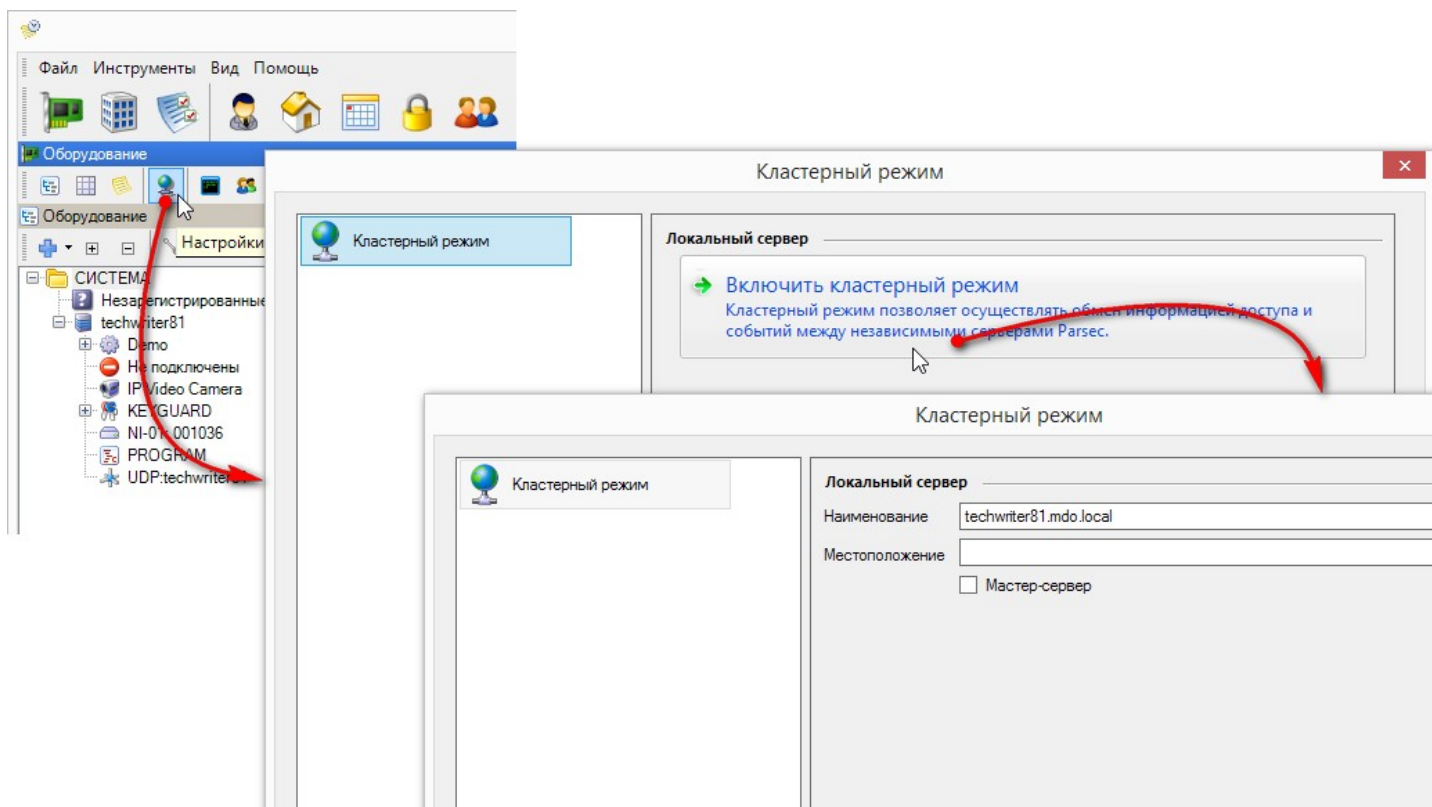 Файл Инструменты Вид Помощь
Оборудование
Оборудование
Настройки
СИСТЕМА
Незарегистрированные
techwriter81
Demo
Не подключены
IP Video Camera
KEYGUARD
NI-01: 001036
PROGRAM
UDP:techwriter81
Кластерный режим
Кластерный режим
Локальный сервер
Включить кластерный режим
Кластерный режим позволяет осуществлять обмен информацией доступа и
событий между независимыми серверами Parsec.
Кластерный режим
Кластерный режим
Локальный сервер
Наименование techwriter81.mdo.local
Местоположение
Мастер-сервер